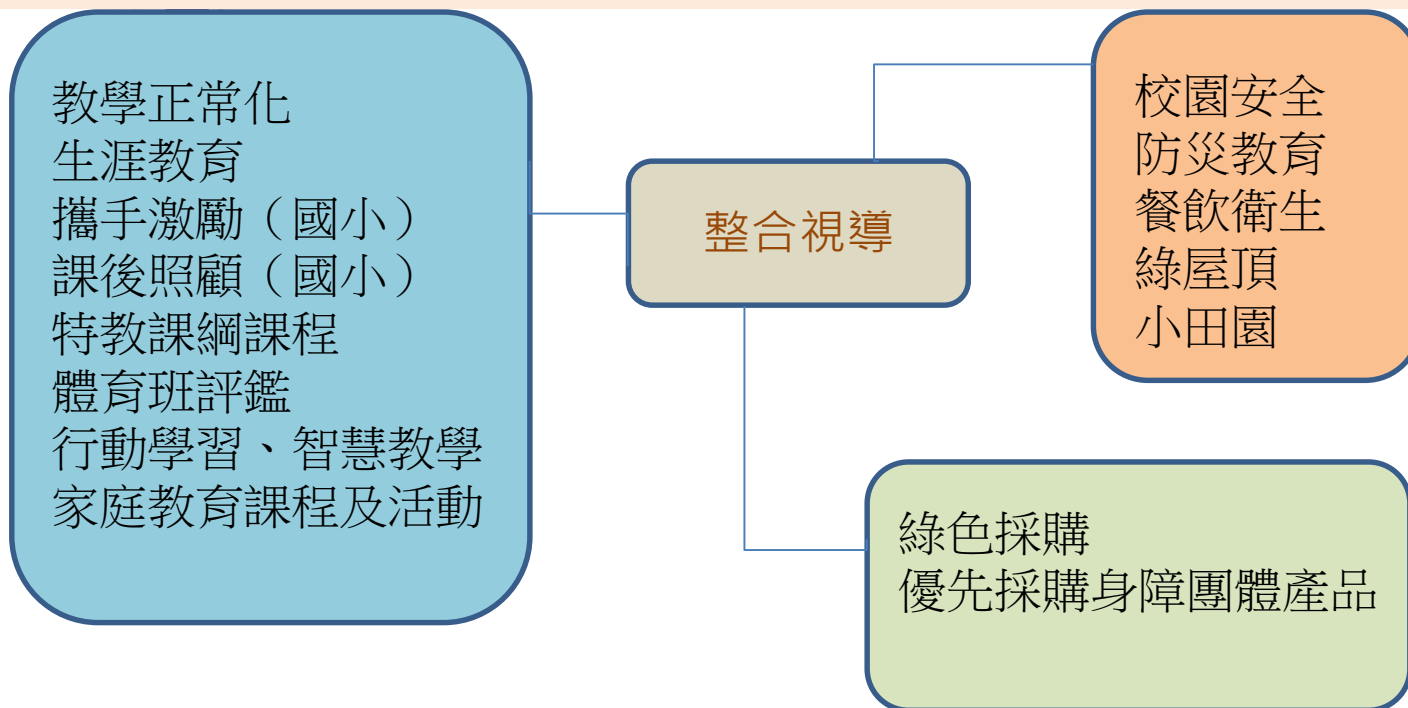 教學正常化
生涯教育
攜手激勵（國小）
課後照顧（國小）
特教課綱課程
體育班評鑑
行動學習、智慧教學
家庭教育課程及活動
整合視導
校園安全
防災教育
餐飲衛生
綠屋頂
小田園
綠色採購
優先採購身障團體產品